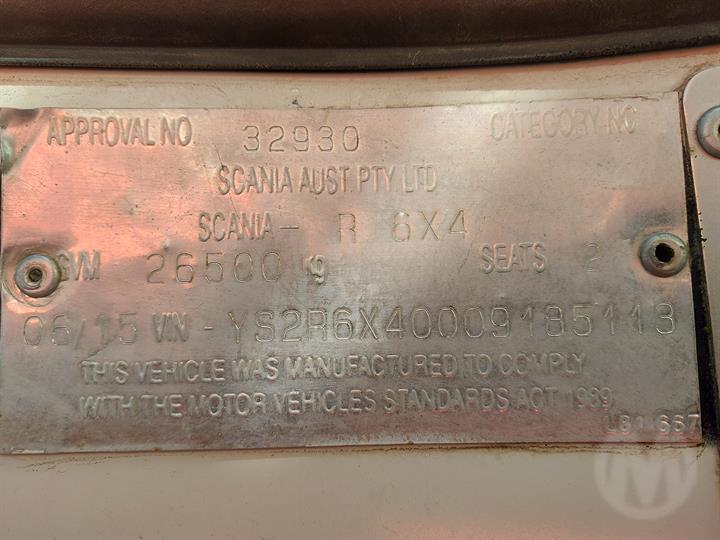 APPROVAL NO. 32930 CATEGORY NC
SCANIA AUST. PTY LTD
SCANIA - R 6X4
GVM 26500 Kg SEATS 2
06/15 VIN - YS2R6X40009185113
THIS VEHICLE WAS MANUFACTURED TO COMPLY
WITH THE MOTOR VEHICLES STANDARDS ACT 1989
M